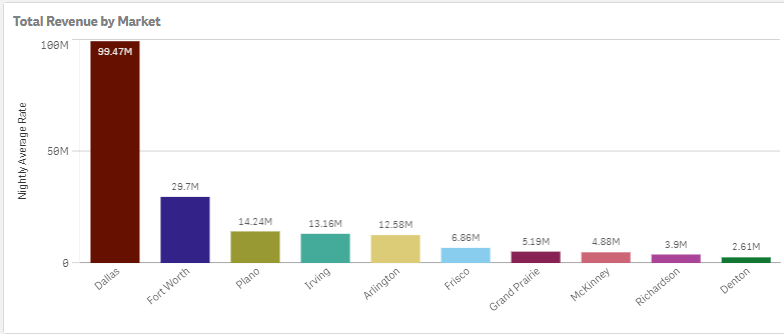 Total Revenue by Market
Nightly Average Rate
100M
50M
0
99.47M
29.7M
14.24M
13.16M
12.58M
6.86M
5.19M
4.88M
3.9M
2.61M
Dallas
Fort Worth
Plano
Irving
Arlington
Frisco
Grand Prairie
McKinney
Richardson
Denton